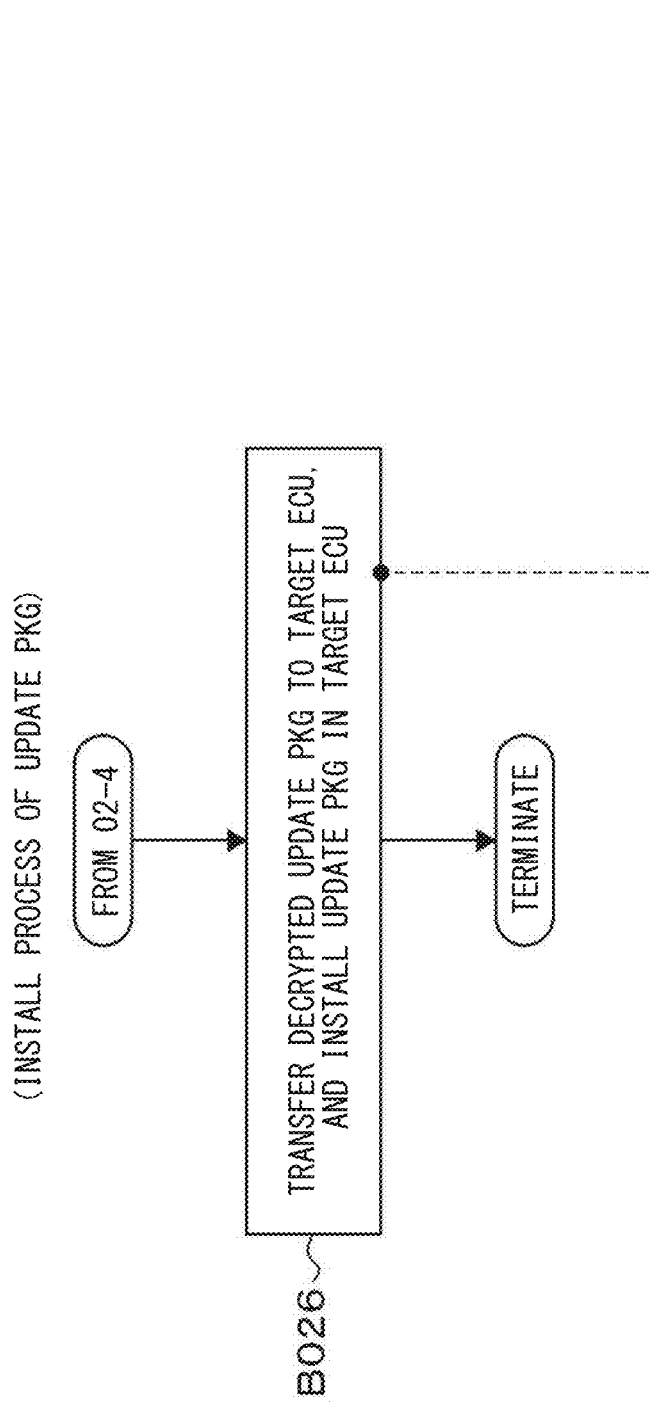 (INSTALL PROCESS OF UPDATE PKG)
FROM 02-4
TRANSFER DECRYPTED UPDATE PKG TO TARGET ECU,
AND INSTALL UPDATE PKG IN TARGET ECU
B026
TERMINATE